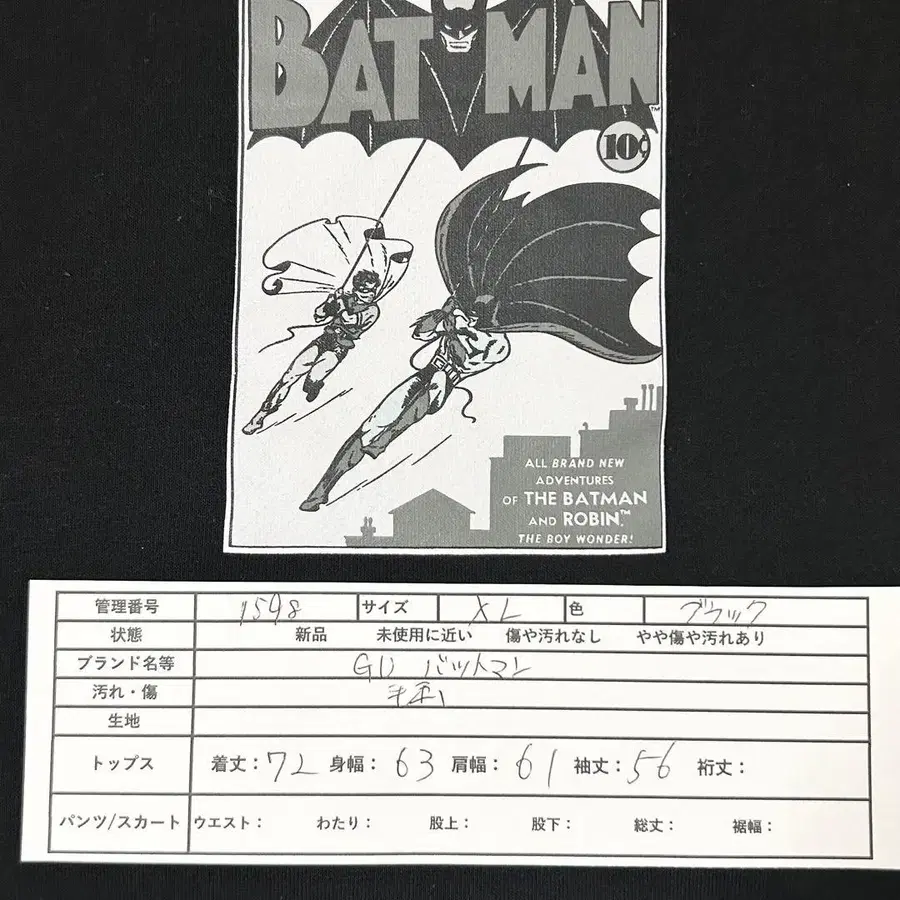 BATMAN
TM
10¢
ALL BRAND NEW
ADVENTURES
OF THE BATMAN
AND ROBIN.™
THE BOY WONDER!
管理番号 1598 サイズ XL 色 ブラック
状態 新品 未使用に近い 傷や汚れなし やや傷や汚れあり
ブランド名等 GU バットマン
汚れ・傷
生地
トップス 着丈：72 身幅：63 肩幅：61 袖丈：56 裄丈：
パンツ/スカート ウエスト： わたり： 股上： 股下： 総丈： 裾幅：